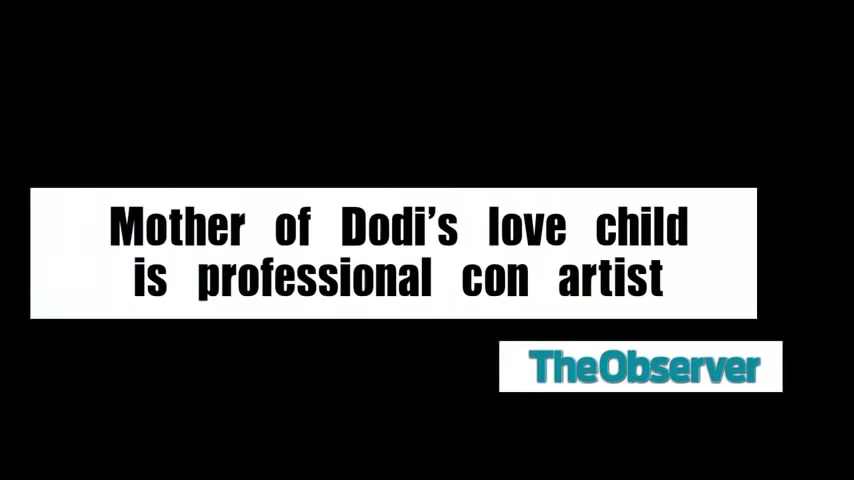 Mother of Dodi’s love child
is professional con artist
TheObserver